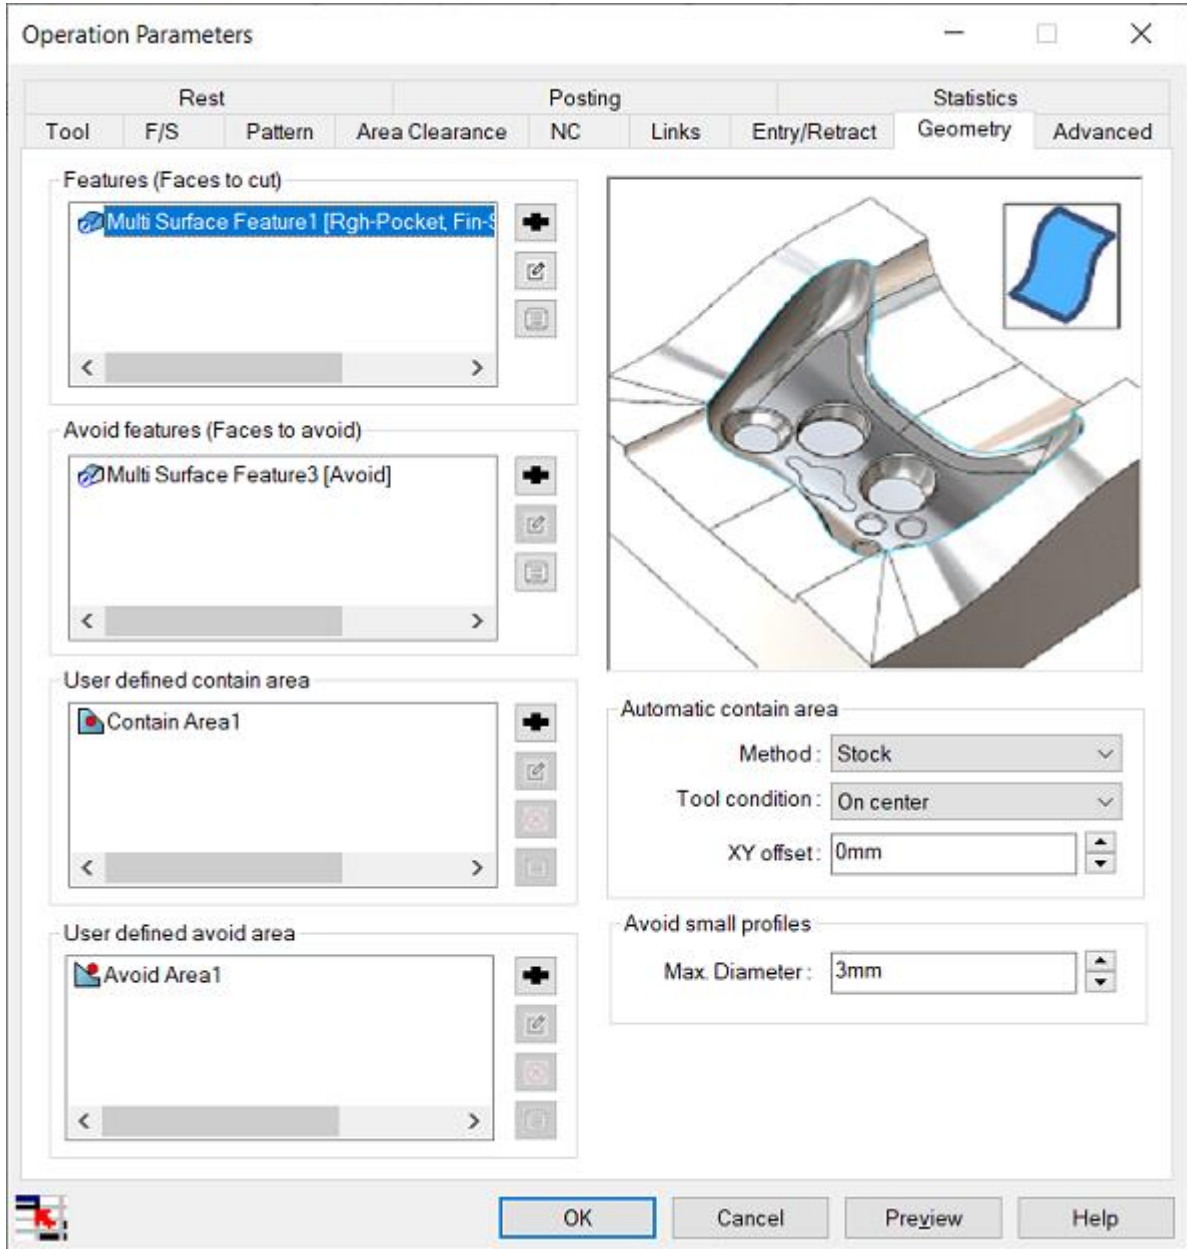 Operation Parameters
Rest Posting Statistics
Tool F/S Pattern Area Clearance NC Links Entry/Retract Geometry Advanced
Features (Faces to cut)
Multi Surface Feature1 [Rgh-Pocket, Fin-S
Avoid features (Faces to avoid)
Multi Surface Feature3 [Avoid]
User defined contain area
Contain Area1
User defined avoid area
Avoid Area1
Automatic contain area
Method : Stock
Tool condition : On center
XY offset : 0mm
Avoid small profiles
Max. Diameter : 3mm
OK Cancel Preview Help